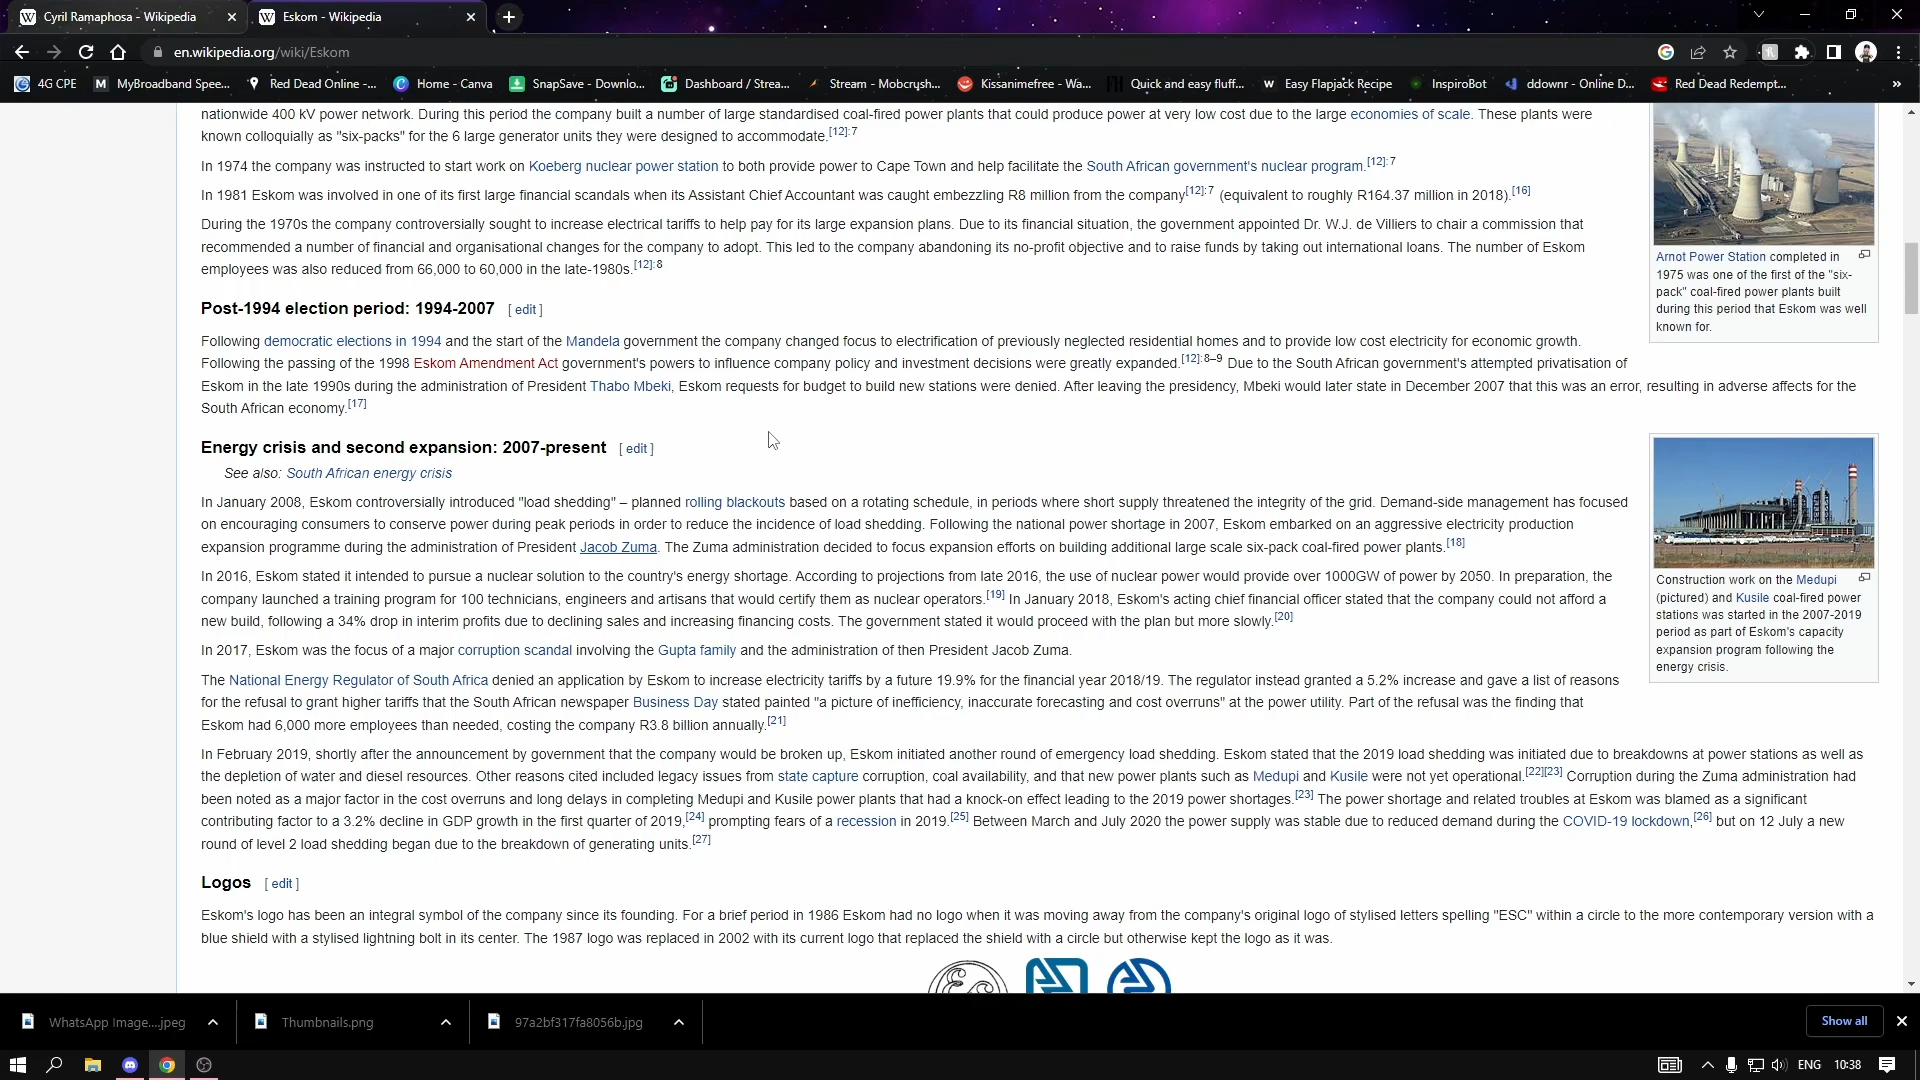 Cyril Ramaphosa - Wikipedia
Eskom - Wikipedia
en.wikipedia.org/wiki/Eskom
4G CPE
MyBroadband Spee...
Red Dead Online -...
Home - Canva
SnapSave - Downlo...
Dashboard / Strea...
Stream - Mobcrush...
Kissanimefree - Wa...
Quick and easy fluff...
Easy Flapjack Recipe
InspiroBot
ddownr - Online D...
Red Dead Redempt...
»
nationwide 400 kV power network. During this period the company built a number of large standardised coal-fired power plants that could produce power at very low cost due to the large economies of scale. These plants were
known colloquially as "six-packs" for the 6 large generator units they were designed to accommodate.[12]:7
In 1974 the company was instructed to start work on Koeberg nuclear power station to both provide power to Cape Town and help facilitate the South African government's nuclear program.[12]:7
In 1981 Eskom was involved in one of its first large financial scandals when its Assistant Chief Accountant was caught embezzling R8 million from the company[12]:7 (equivalent to roughly R164.37 million in 2018).[16]
During the 1970s the company controversially sought to increase electrical tariffs to help pay for its large expansion plans. Due to its financial situation, the government appointed Dr. W.J. de Villiers to chair a commission that
recommended a number of financial and organisational changes for the company to adopt. This led to the company abandoning its no-profit objective and to raise funds by taking out international loans. The number of Eskom
employees was also reduced from 66,000 to 60,000 in the late-1980s.[12]:8
Arnot Power Station completed in
1975 was one of the first of the "six-
pack" coal-fired power plants built
during this period that Eskom was well
known for.
Post-1994 election period: 1994-2007 [ edit ]
Following democratic elections in 1994 and the start of the Mandela government the company changed focus to electrification of previously neglected residential homes and to provide low cost electricity for economic growth.
Following the passing of the 1998 Eskom Amendment Act government's powers to influence company policy and investment decisions were greatly expanded.[12]:8–9 Due to the South African government's attempted privatisation of
Eskom in the late 1990s during the administration of President Thabo Mbeki, Eskom requests for budget to build new stations were denied. After leaving the presidency, Mbeki would later state in December 2007 that this was an error, resulting in adverse affects for the
South African economy.[17]
Energy crisis and second expansion: 2007-present [ edit ]
See also: South African energy crisis
In January 2008, Eskom controversially introduced "load shedding" – planned rolling blackouts based on a rotating schedule, in periods where short supply threatened the integrity of the grid. Demand-side management has focused
on encouraging consumers to conserve power during peak periods in order to reduce the incidence of load shedding. Following the national power shortage in 2007, Eskom embarked on an aggressive electricity production
expansion programme during the administration of President Jacob Zuma. The Zuma administration decided to focus expansion efforts on building additional large scale six-pack coal-fired power plants.[18]
In 2016, Eskom stated it intended to pursue a nuclear solution to the country's energy shortage. According to projections from late 2016, the use of nuclear power would provide over 1000GW of power by 2050. In preparation, the
company launched a training program for 100 technicians, engineers and artisans that would certify them as nuclear operators.[19] In January 2018, Eskom's acting chief financial officer stated that the company could not afford a
new build, following a 34% drop in interim profits due to declining sales and increasing financing costs. The government stated it would proceed with the plan but more slowly.[20]
In 2017, Eskom was the focus of a major corruption scandal involving the Gupta family and the administration of then President Jacob Zuma.
Construction work on the Medupi
(pictured) and Kusile coal-fired power
stations was started in the 2007-2019
period as part of Eskom's capacity
expansion program following the
energy crisis.
The National Energy Regulator of South Africa denied an application by Eskom to increase electricity tariffs by a future 19.9% for the financial year 2018/19. The regulator instead granted a 5.2% increase and gave a list of reasons
for the refusal to grant higher tariffs that the South African newspaper Business Day stated painted "a picture of inefficiency, inaccurate forecasting and cost overruns" at the power utility. Part of the refusal was the finding that
Eskom had 6,000 more employees than needed, costing the company R3.8 billion annually.[21]
In February 2019, shortly after the announcement by government that the company would be broken up, Eskom initiated another round of emergency load shedding. Eskom stated that the 2019 load shedding was initiated due to breakdowns at power stations as well as
the depletion of water and diesel resources. Other reasons cited included legacy issues from state capture corruption, coal availability, and that new power plants such as Medupi and Kusile were not yet operational.[22][23] Corruption during the Zuma administration had
been noted as a major factor in the cost overruns and long delays in completing Medupi and Kusile power plants that had a knock-on effect leading to the 2019 power shortages.[23] The power shortage and related troubles at Eskom was blamed as a significant
contributing factor to a 3.2% decline in GDP growth in the first quarter of 2019,[24] prompting fears of a recession in 2019.[25] Between March and July 2020 the power supply was stable due to reduced demand during the COVID-19 lockdown,[26] but on 12 July a new
round of level 2 load shedding began due to the breakdown of generating units.[27]
Logos [ edit ]
Eskom's logo has been an integral symbol of the company since its founding. For a brief period in 1986 Eskom had no logo when it was moving away from the company's original logo of stylised letters spelling "ESC" within a circle to the more contemporary version with a
blue shield with a stylised lightning bolt in its center. The 1987 logo was replaced in 2002 with its current logo that replaced the shield with a circle but otherwise kept the logo as it was.
WhatsApp Image....jpeg
Thumbnails.png
97a2bf317fa8056b.jpg
Show all
ENG
10:38